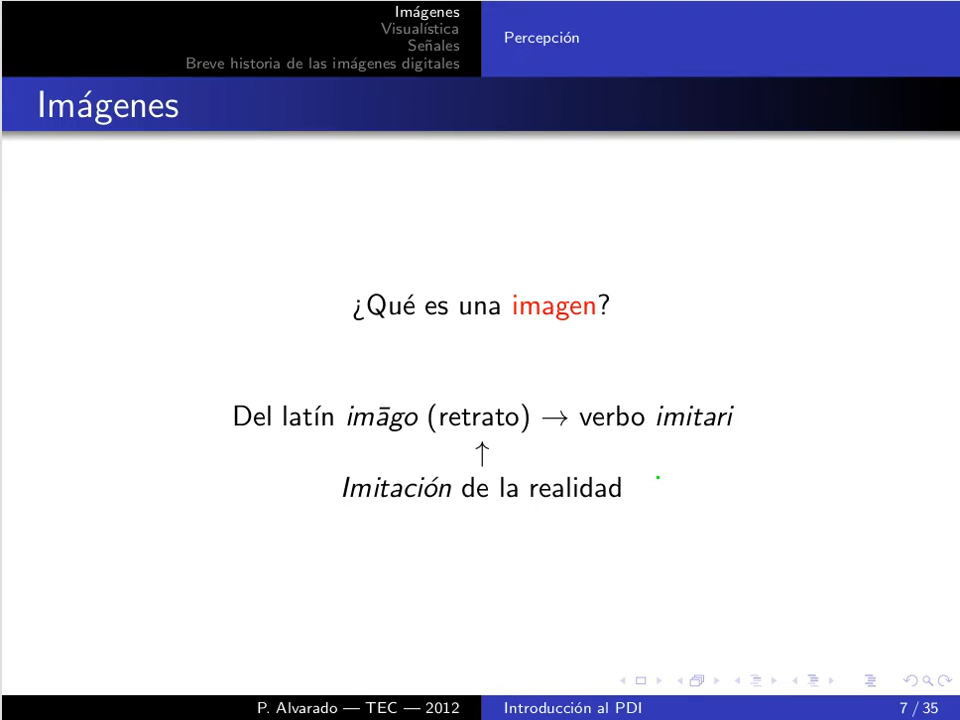 Imágenes
Visualística
Señales
Breve historia de las imágenes digitales
Percepción
Imágenes
¿Qué es una imagen?
Del latín imāgo (retrato) → verbo imitari
↑
Imitación de la realidad
P. Alvarado — TEC — 2012
Introducción al PDI
7 / 35